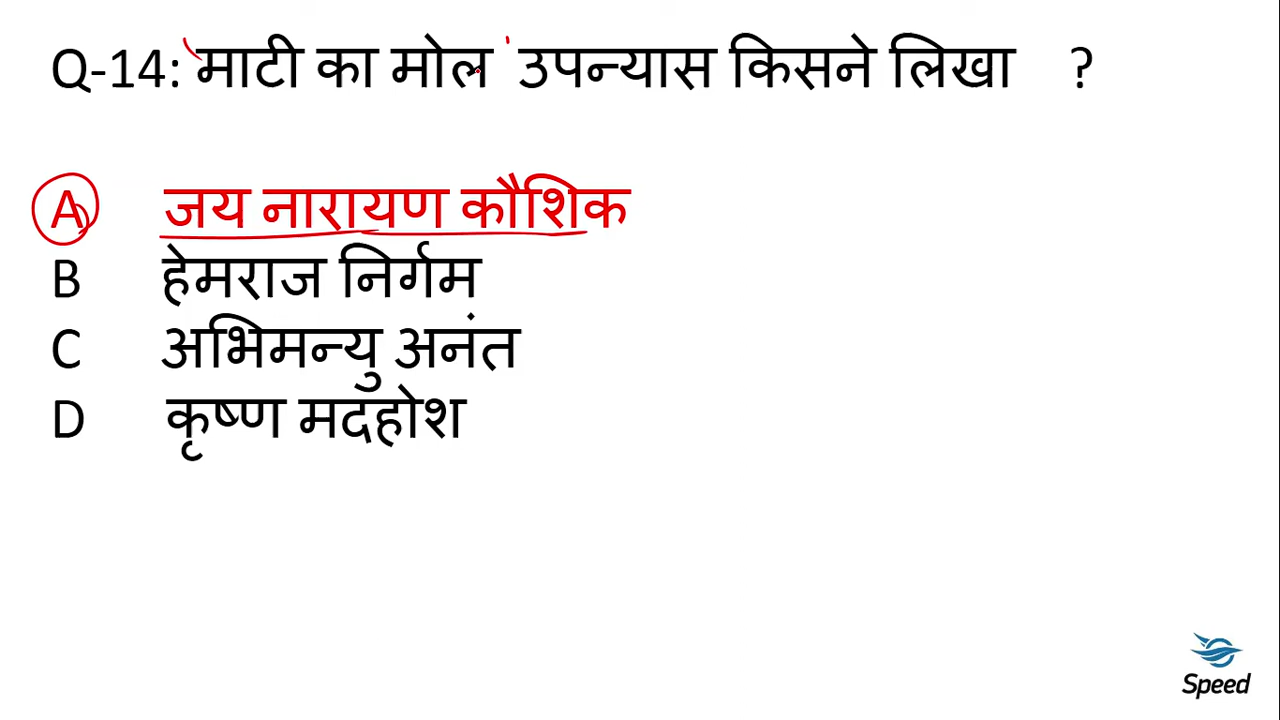 Q-14: माटी का मोल उपन्यास किसने लिखा ?
A जय नारायण कौशिक
B हेमराज निर्गम
C अभिमन्यु अनंत
D कृष्ण मदहोश
Speed